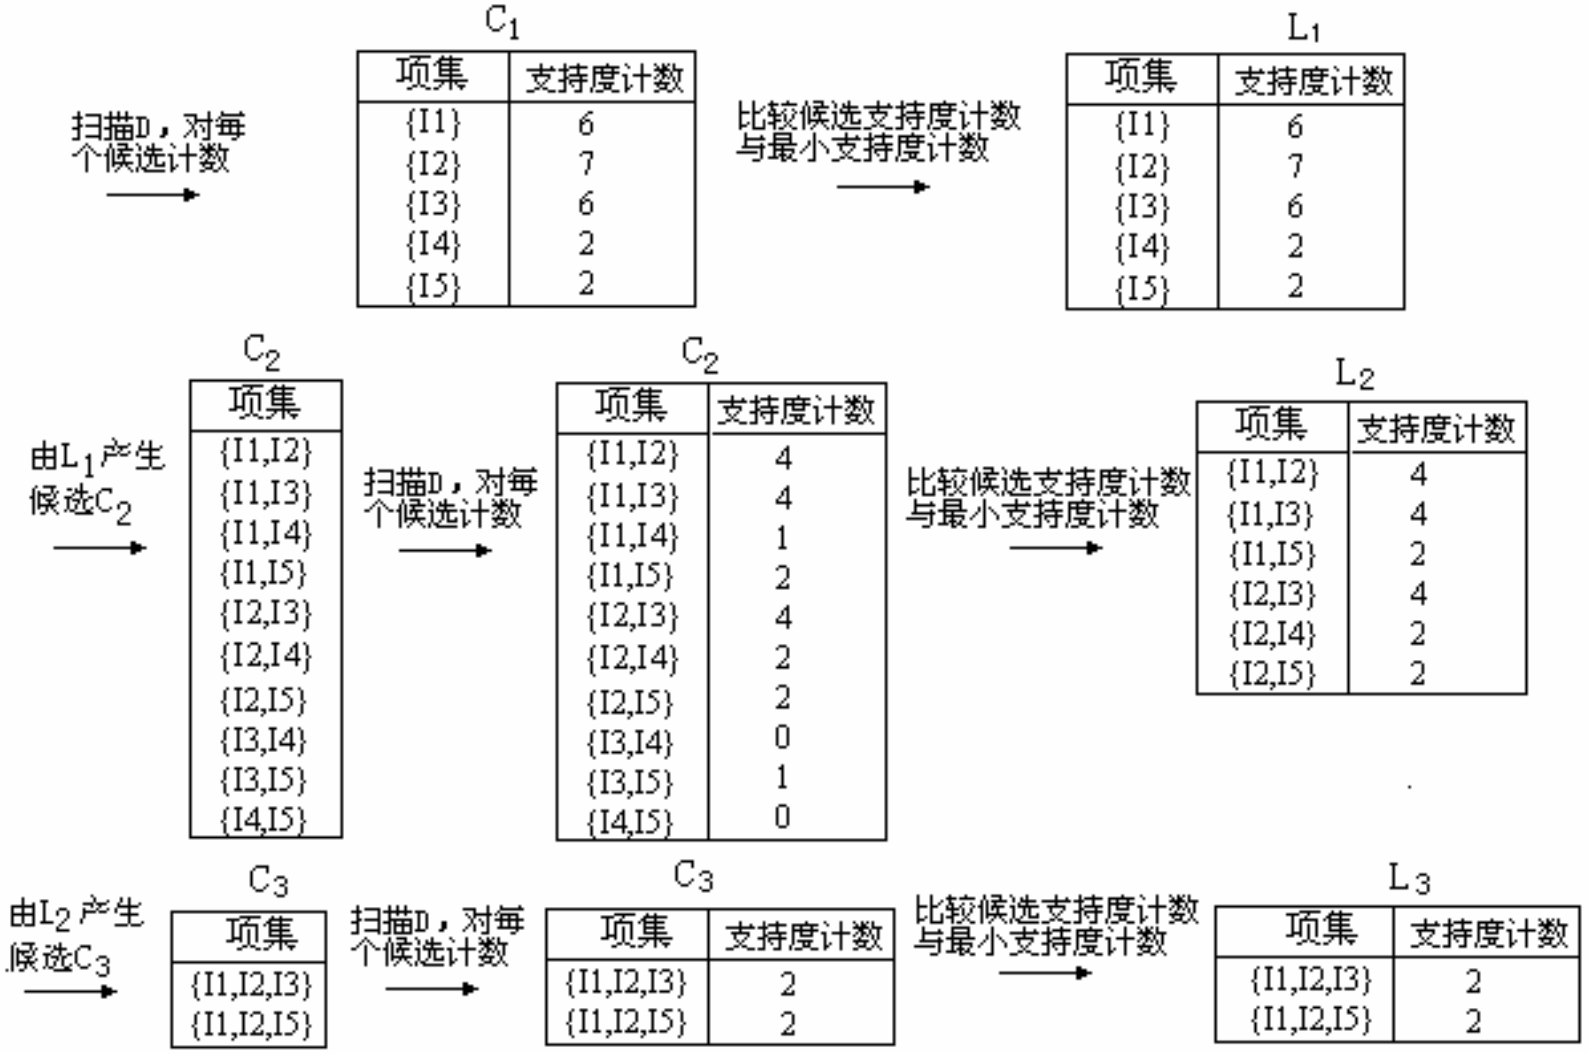 C₁
项集 支持度计数
{I1} 6
{I2} 7
{I3} 6
{I4} 2
{I5} 2
扫描D，对每
个候选计数
比较候选支持度计数
与最小支持度计数
L₁
项集 支持度计数
{I1} 6
{I2} 7
{I3} 6
{I4} 2
{I5} 2
由L₁产生
候选C₂
C₂
项集
{I1,I2}
{I1,I3}
{I1,I4}
{I1,I5}
{I2,I3}
{I2,I4}
{I2,I5}
{I3,I4}
{I3,I5}
{I4,I5}
扫描D，对每
个候选计数
C₂
项集 支持度计数
{I1,I2} 4
{I1,I3} 4
{I1,I4} 1
{I1,I5} 2
{I2,I3} 4
{I2,I4} 2
{I2,I5} 2
{I3,I4} 0
{I3,I5} 1
{I4,I5} 0
比较候选支持度计数
与最小支持度计数
L₂
项集 支持度计数
{I1,I2} 4
{I1,I3} 4
{I1,I5} 2
{I2,I3} 4
{I2,I4} 2
{I2,I5} 2
由L₂产生
候选C₃
C₃
项集
{I1,I2,I3}
{I1,I2,I5}
扫描D，对每
个候选计数
C₃
项集 支持度计数
{I1,I2,I3} 2
{I1,I2,I5} 2
比较候选支持度计数
与最小支持度计数
L₃
项集 支持度计数
{I1,I2,I3} 2
{I1,I2,I5} 2